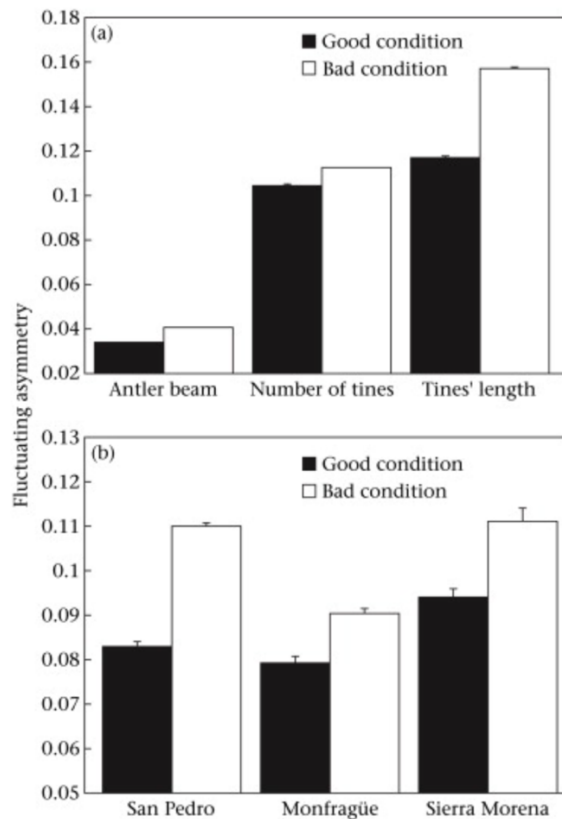 Fluctuating asymmetry
(a)
Good condition
Bad condition
0.18
0.16
0.14
0.12
0.1
0.08
0.06
0.04
0.02
Antler beam Number of tines Tines' length
(b)
Good condition
Bad condition
0.13
0.12
0.11
0.1
0.09
0.08
0.07
0.06
0.05
San Pedro Monfragüe Sierra Morena